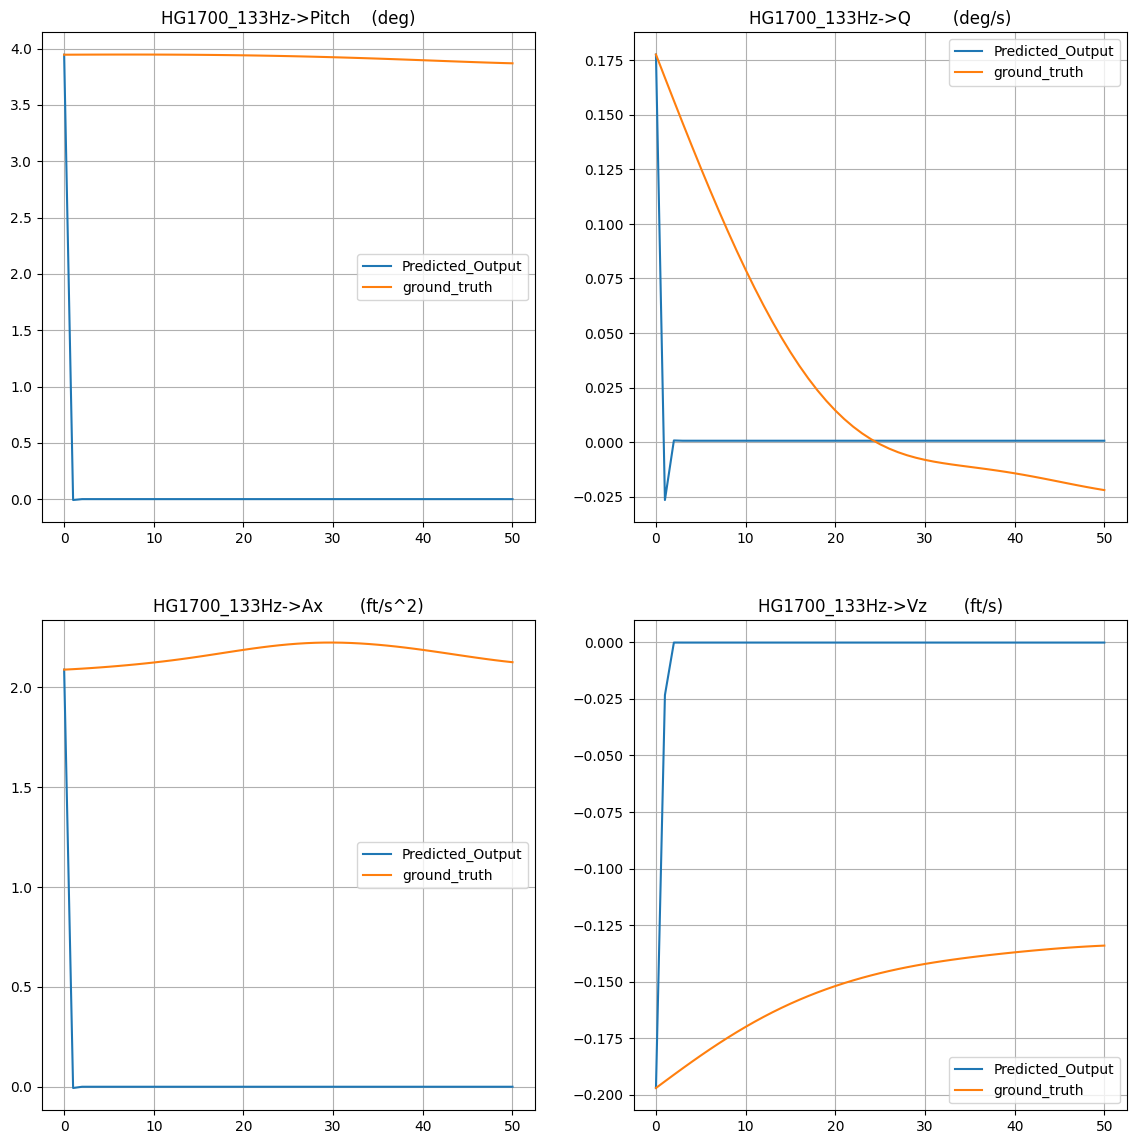 HG1700_133Hz->Pitch (deg)
4.0
3.5
3.0
2.5
2.0
1.5
1.0
0.5
0.0
0 10 20 30 40 50
Predicted_Output
ground_truth
HG1700_133Hz->Q (deg/s)
0.175
0.150
0.125
0.100
0.075
0.050
0.025
0.000
−0.025
0 10 20 30 40 50
Predicted_Output
ground_truth
HG1700_133Hz->Ax (ft/s^2)
2.0
1.5
1.0
0.5
0.0
0 10 20 30 40 50
Predicted_Output
ground_truth
HG1700_133Hz->Vz (ft/s)
0.000
−0.025
−0.050
−0.075
−0.100
−0.125
−0.150
−0.175
−0.200
0 10 20 30 40 50
Predicted_Output
ground_truth